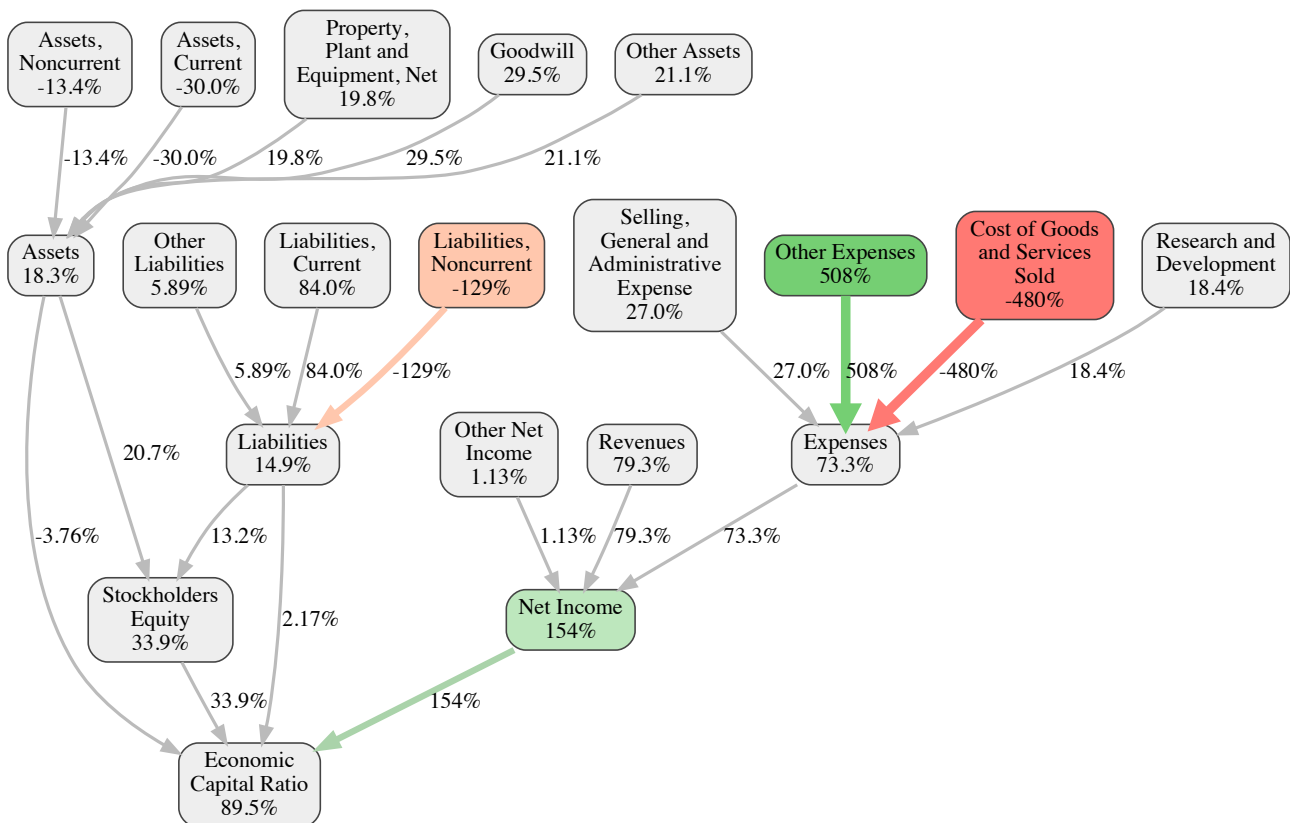 Assets,
Noncurrent
-13.4%
Assets,
Current
-30.0%
Property,
Plant and
Equipment, Net
19.8%
Goodwill
29.5%
Other Assets
21.1%
-13.4%
-30.0%
19.8%
29.5%
21.1%
Assets
18.3%
Other
Liabilities
5.89%
Liabilities,
Current
84.0%
Liabilities,
Noncurrent
-129%
Selling,
General and
Administrative
Expense
27.0%
Other Expenses
508%
Cost of Goods
and Services
Sold
-480%
Research and
Development
18.4%
5.89%
84.0%
-129%
27.0%
508%
-480%
18.4%
Liabilities
14.9%
Other Net
Income
1.13%
Revenues
79.3%
Expenses
73.3%
20.7%
-3.76%
13.2%
2.17%
1.13%
79.3%
73.3%
Stockholders
Equity
33.9%
Net Income
154%
33.9%
154%
Economic
Capital Ratio
89.5%